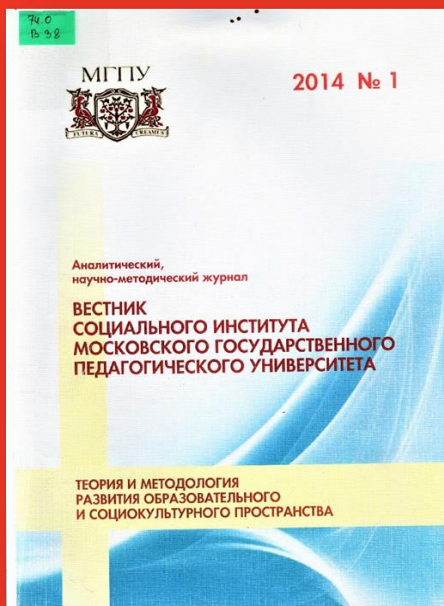 74.0
В 38
МГПУ
2014 № 1
FUTURA CREAMUS
Аналитический,
научно-методический журнал
ВЕСТНИК
СОЦИАЛЬНОГО ИНСТИТУТА
МОСКОВСКОГО ГОСУДАРСТВЕННОГО
ПЕДАГОГИЧЕСКОГО УНИВЕРСИТЕТА
ТЕОРИЯ И МЕТОДОЛОГИЯ
РАЗВИТИЯ ОБРАЗОВАТЕЛЬНОГО
И СОЦИОКУЛЬТУРНОГО ПРОСТРАНСТВА